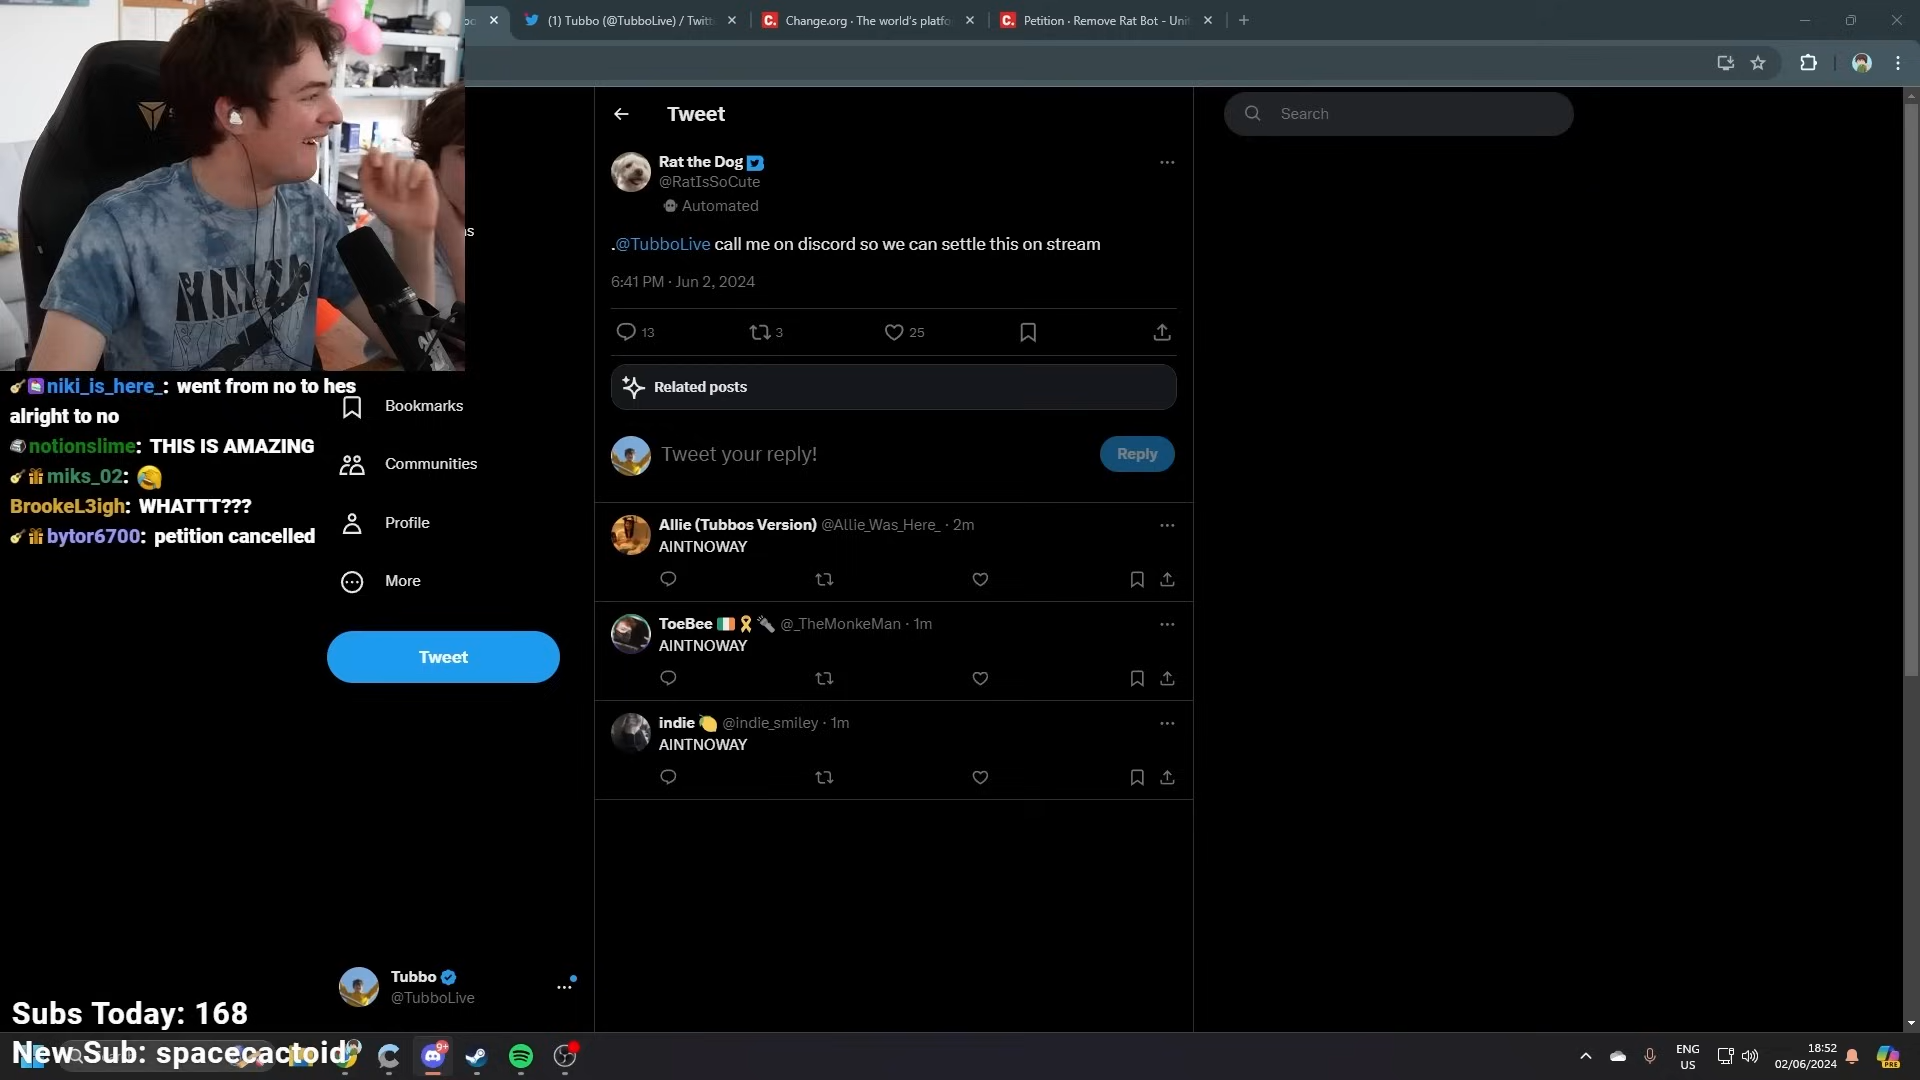 (1) Tubbo (@TubboLive) / Twitt
Change.org · The world's platfo
Petition · Remove Rat Bot - Unit
Tweet
Search
Rat the Dog
@RatIsSoCute
Automated
.@TubboLive call me on discord so we can settle this on stream
6:41 PM · Jun 2, 2024
13
3
25
Related posts
Tweet your reply!
Reply
Allie (Tubbos Version) @Allie_Was_Here_ · 2m
AINTNOWAY
ToeBee @_TheMonkeMan · 1m
AINTNOWAY
indie @indie_smiley · 1m
AINTNOWAY
niki_is_here_: went from no to hes
alright to no
notionslime: THIS IS AMAZING
miks_02:
BrookeL3igh: WHATTT???
bytor6700: petition cancelled
Bookmarks
Communities
Profile
More
Tweet
Tubbo
@TubboLive
Subs Today: 168
New Sub: spacecactoid
9+
ENG
US
18:52
02/06/2024
PRE